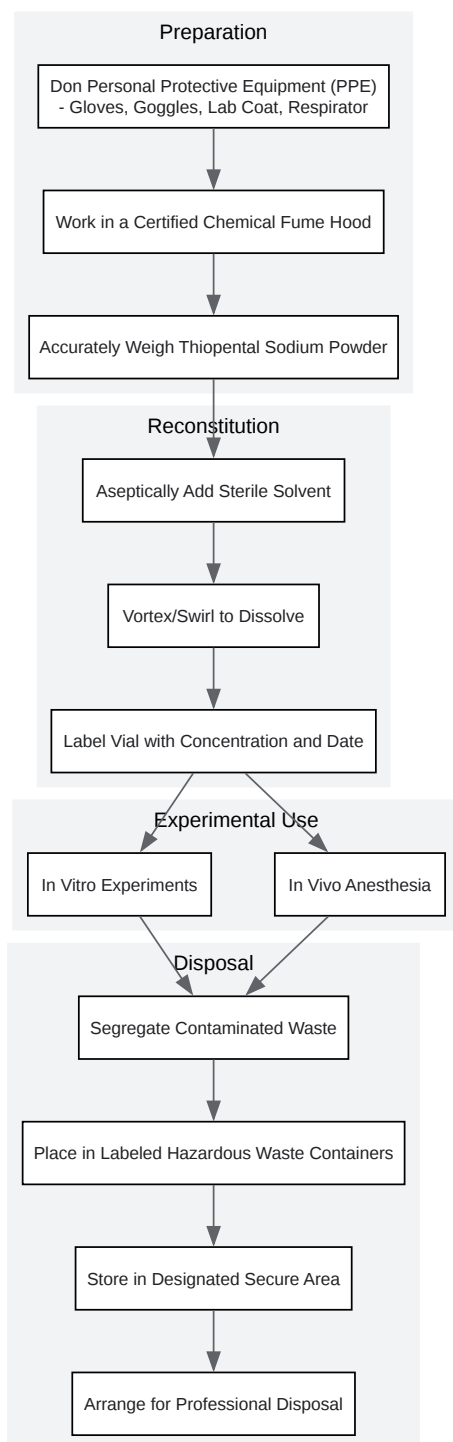 Preparation
Don Personal Protective Equipment (PPE)
- Gloves, Goggles, Lab Coat, Respirator
Work in a Certified Chemical Fume Hood
Accurately Weigh Thiopental Sodium Powder
Reconstitution
Aseptically Add Sterile Solvent
Vortex/Swirl to Dissolve
Label Vial with Concentration and Date
Experimental Use
In Vitro Experiments
In Vivo Anesthesia
Disposal
Segregate Contaminated Waste
Place in Labeled Hazardous Waste Containers
Store in Designated Secure Area
Arrange for Professional Disposal